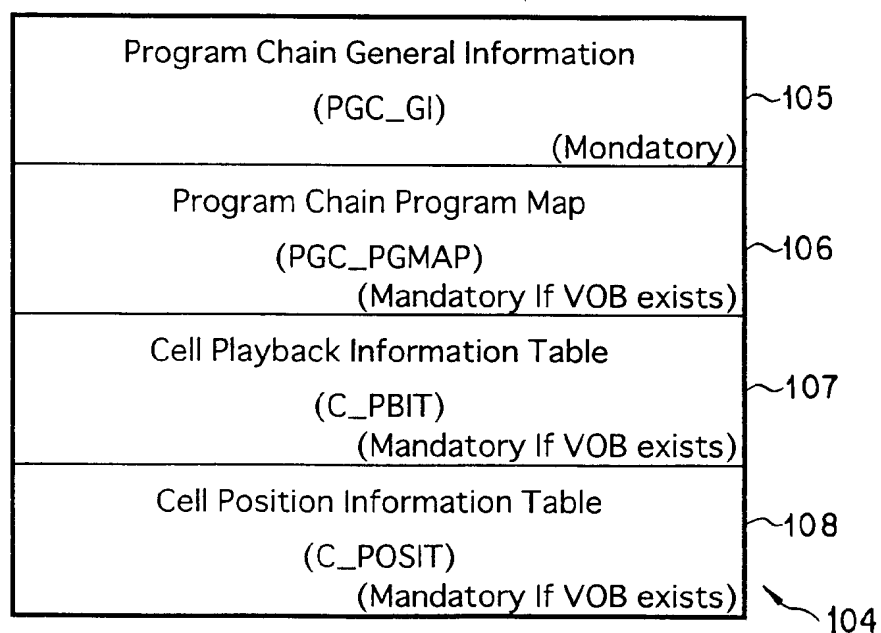 Program Chain General Information
(PGC_GI)
(Mondatory)
105
Program Chain Program Map
(PGC_PGMAP)
(Mandatory If VOB exists)
106
Cell Playback Information Table
(C_PBIT)
(Mandatory If VOB exists)
107
Cell Position Information Table
(C_POSIT)
(Mandatory If VOB exists)
108
104